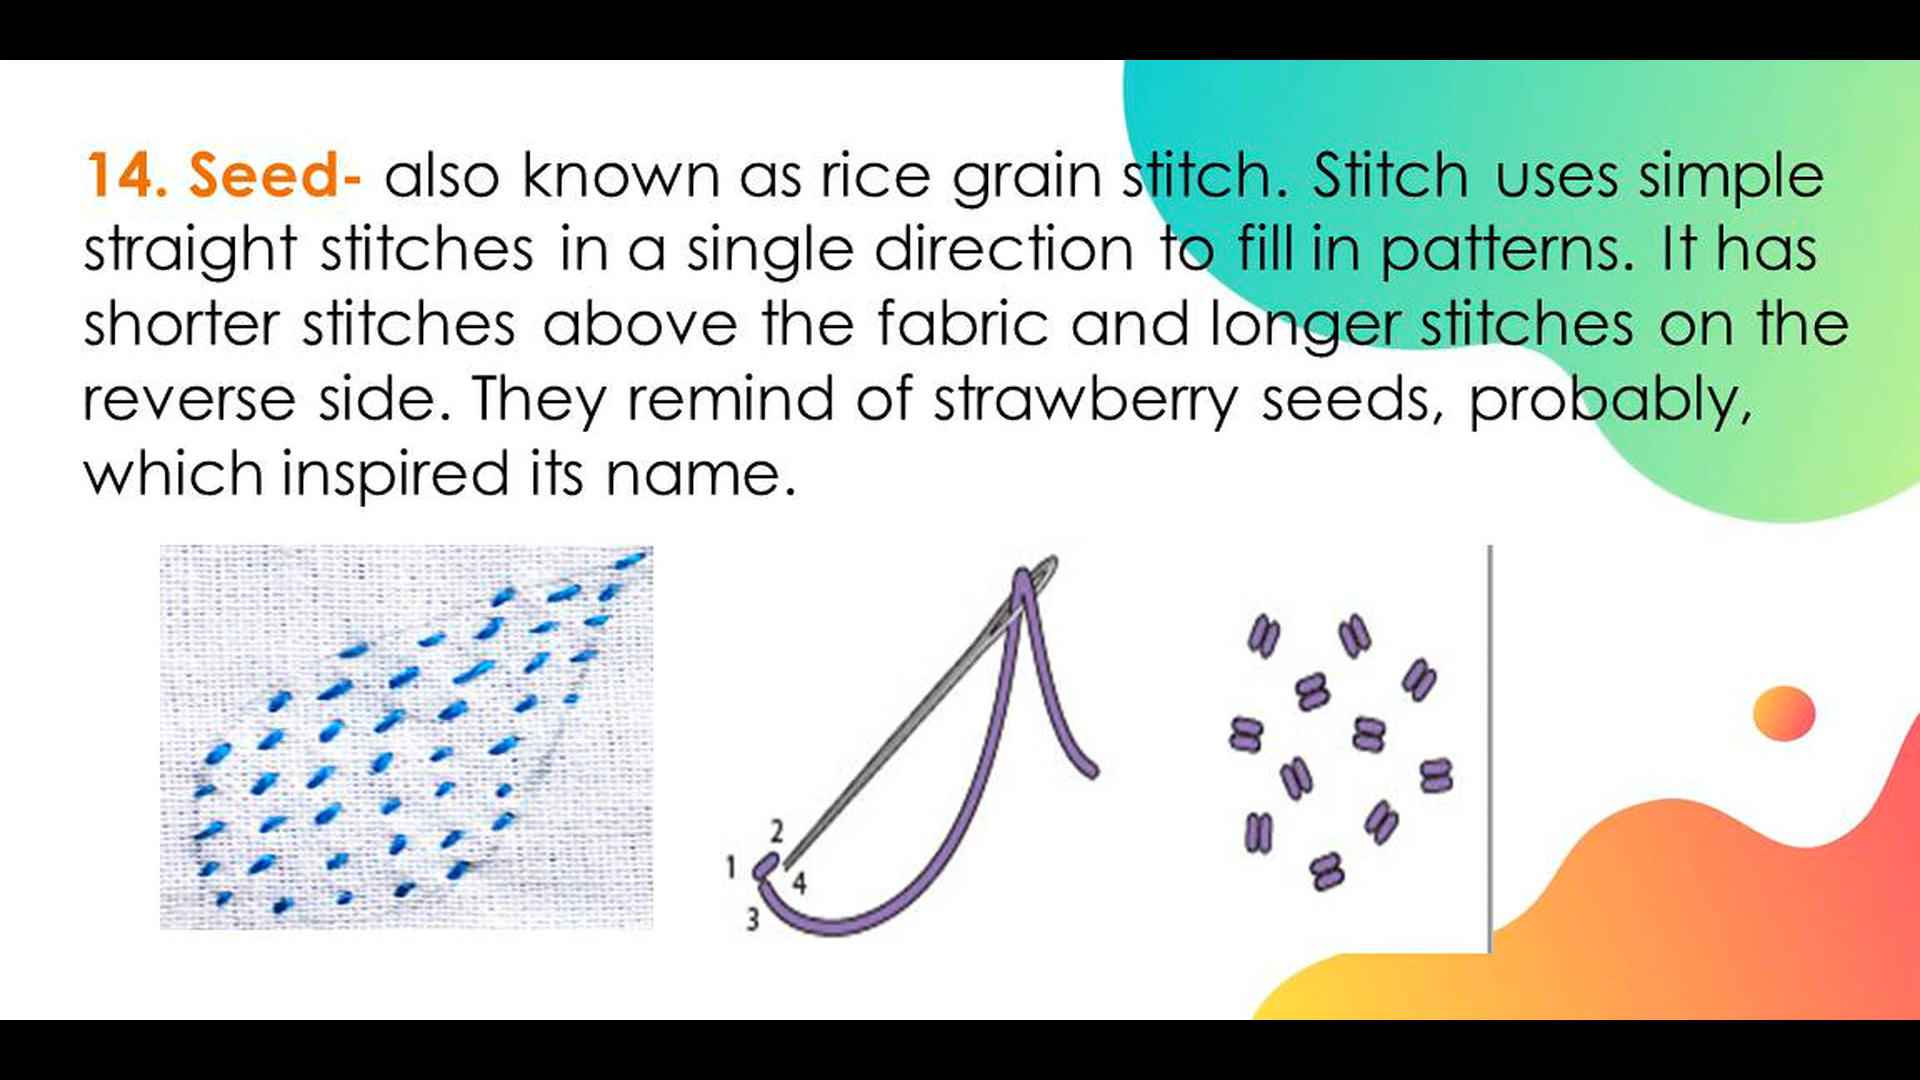 14. Seed- also known as rice grain stitch. Stitch uses simple
straight stitches in a single direction to fill in patterns. It has
shorter stitches above the fabric and longer stitches on the
reverse side. They remind of strawberry seeds, probably,
which inspired its name.
2
1
4
3